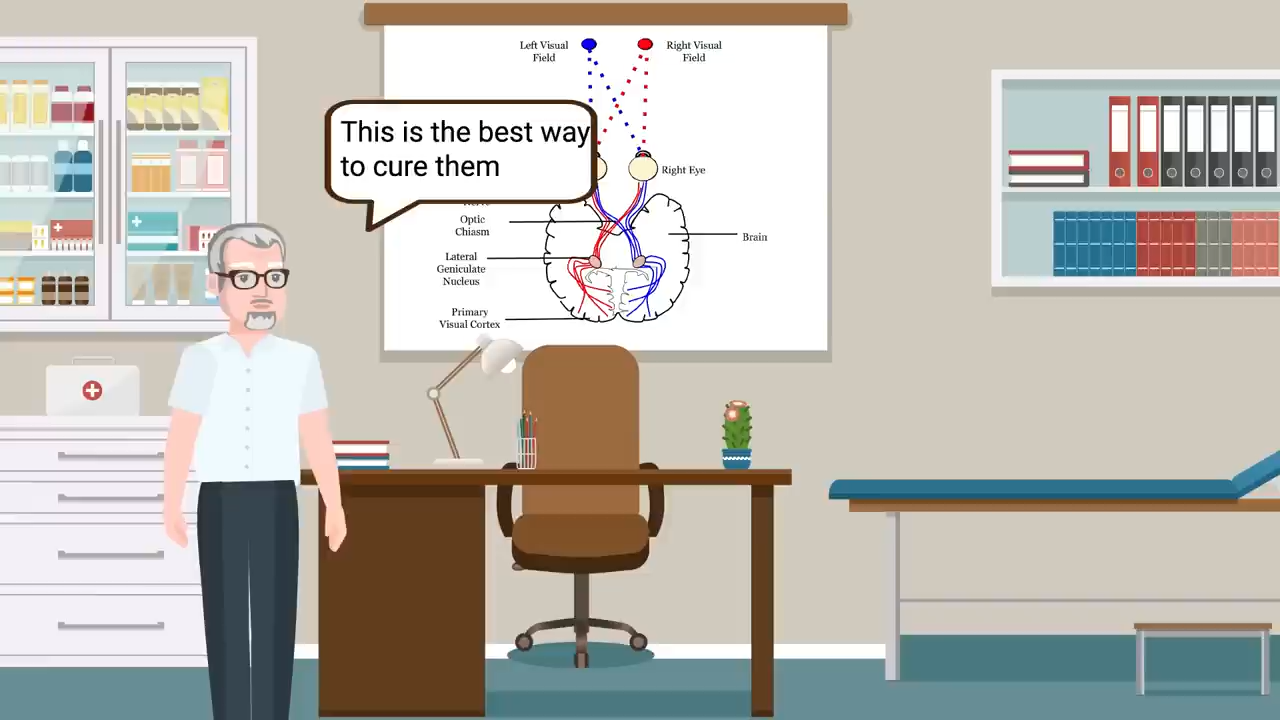 Left Visual
Field
Right Visual
Field
This is the best way
to cure them
Right Eye
Optic
Chiasm
Brain
Lateral
Geniculate
Nucleus
Primary
Visual Cortex